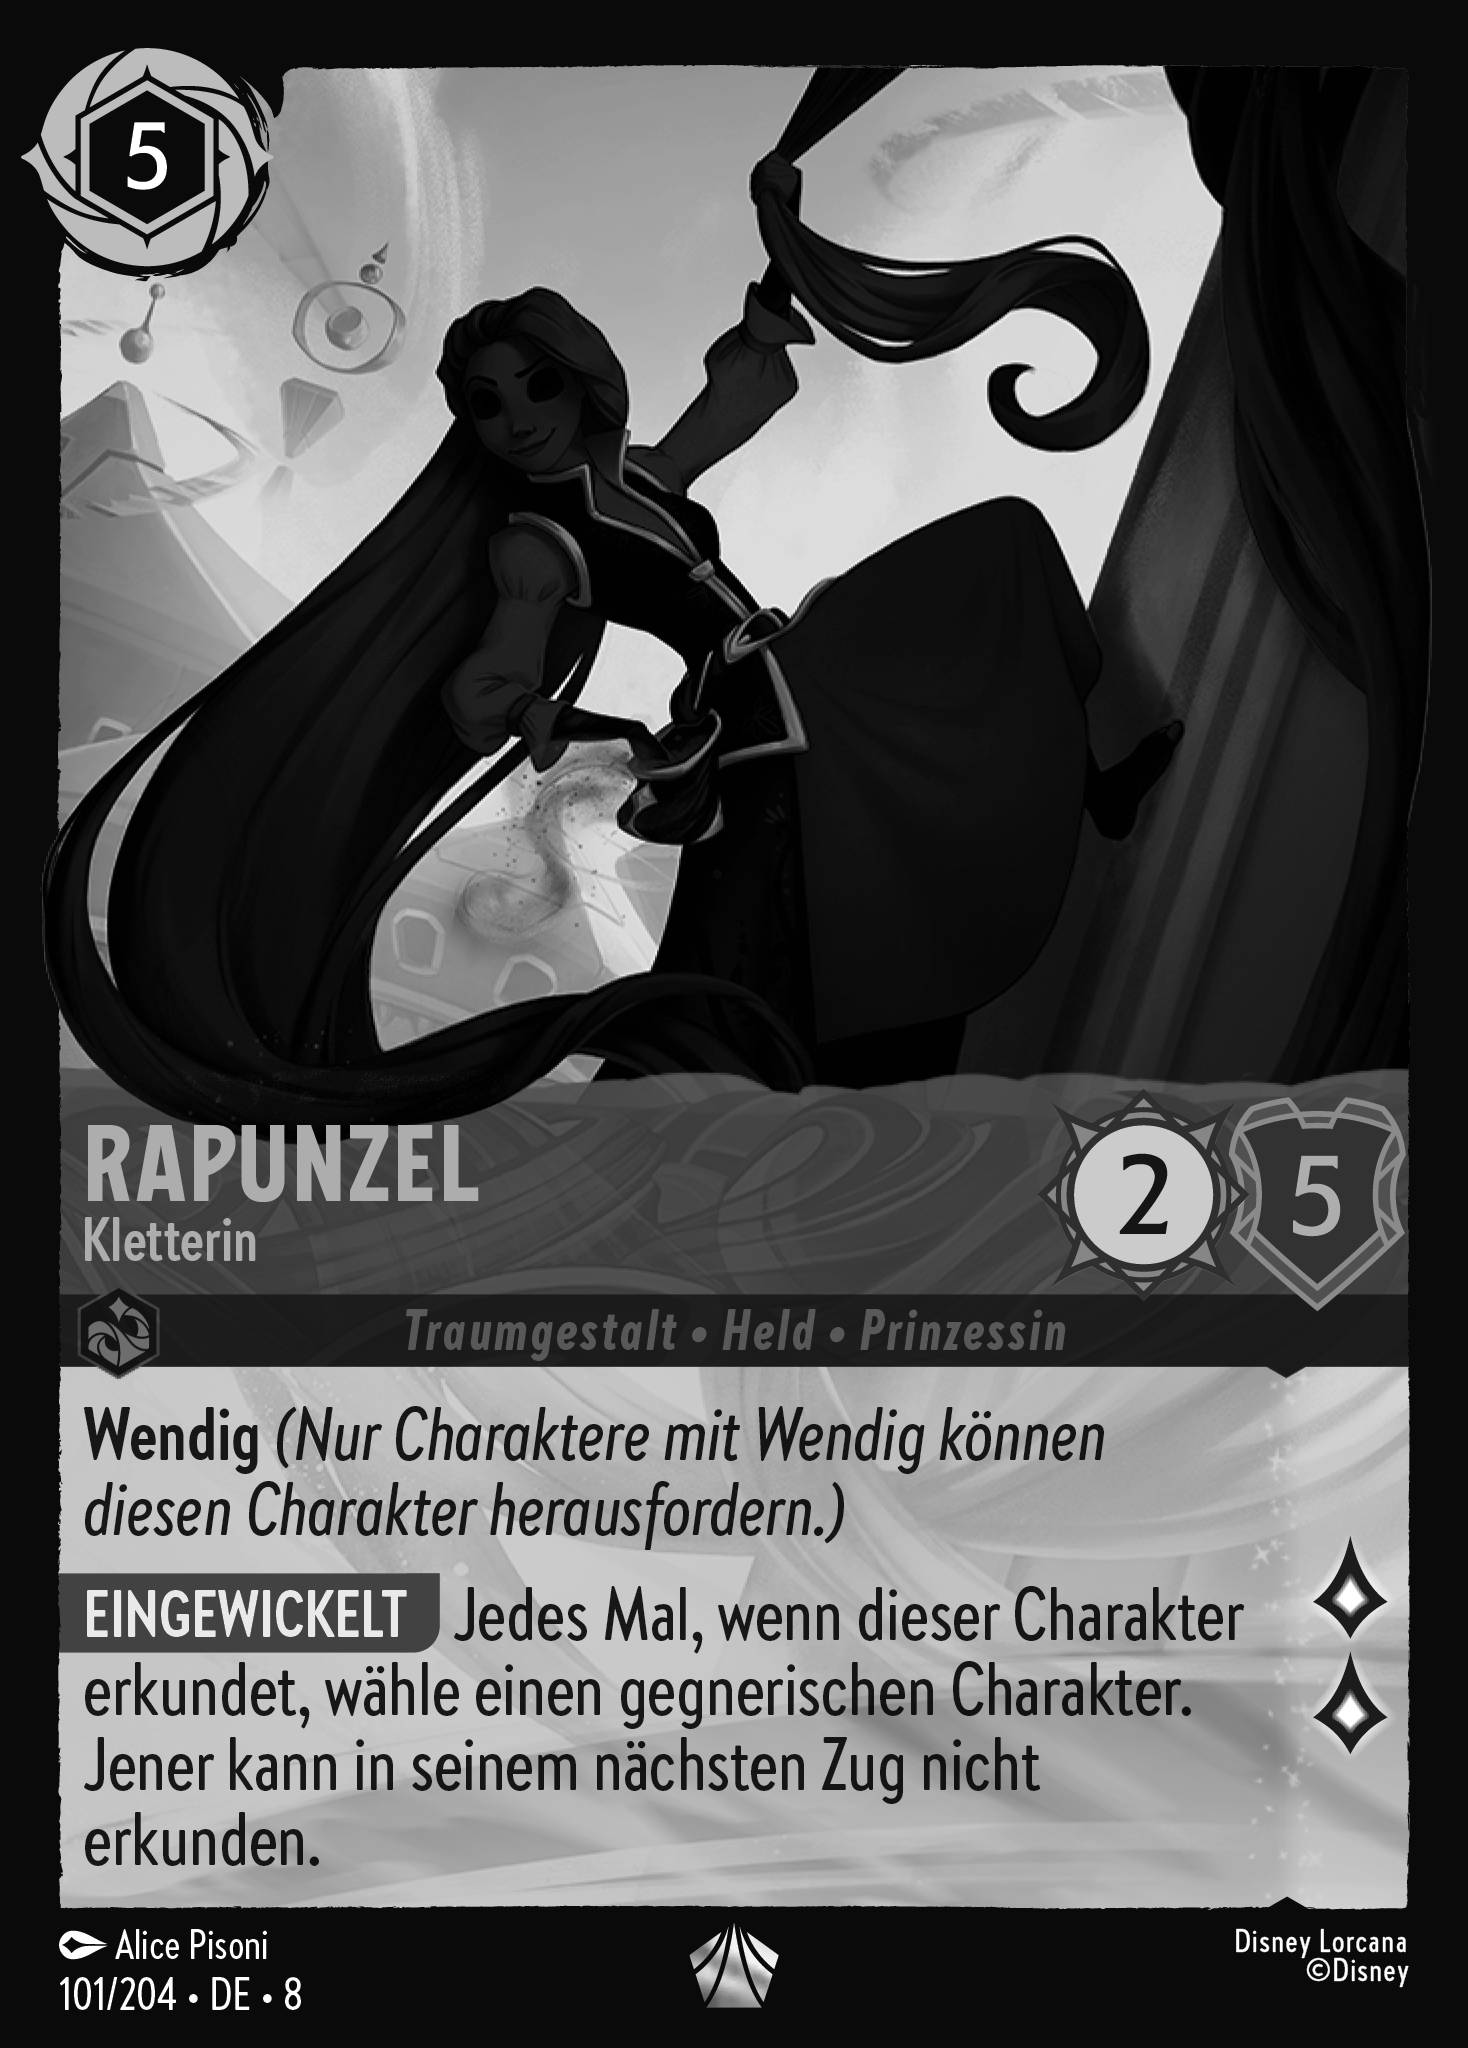 5
RAPUNZEL
Kletterin
2
5
Traumgestalt • Held • Prinzessin
Wendig (Nur Charaktere mit Wendig können
diesen Charakter herausfordern.)
EINGEWICKELT Jedes Mal, wenn dieser Charakter
erkundet, wähle einen gegnerischen Charakter.
Jener kann in seinem nächsten Zug nicht
erkunden.
Alice Pisoni
101/204 • DE • 8
Disney Lorcana
©Disney